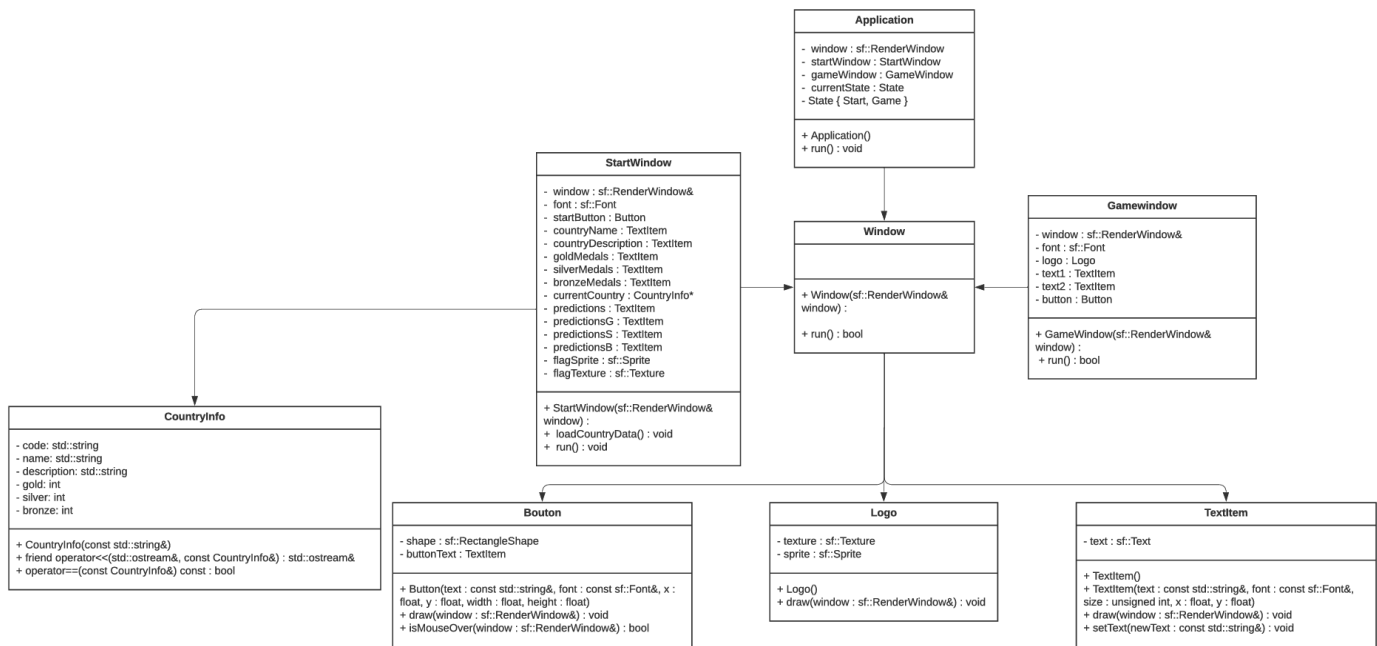 Application
- window : sf::RenderWindow
- startWindow : StartWindow
- gameWindow : GameWindow
- currentState : State
- State { Start, Game }
+ Application()
+ run() : void
StartWindow
- window : sf::RenderWindow&
- font : sf::Font
- startButton : Button
- countryName : TextItem
- countryDescription : TextItem
- goldMedals : TextItem
- silverMedals : TextItem
- bronzeMedals : TextItem
- currentCountry : CountryInfo*
- predictions : TextItem
- predictionsG : TextItem
- predictionsS : TextItem
- predictionsB : TextItem
- flagSprite : sf::Sprite
- flagTexture : sf::Texture
+ StartWindow(sf::RenderWindow&
window) :
+ loadCountryData() : void
+ run() : void
Window
+ Window(sf::RenderWindow&
window) :
+ run() : bool
Gamewindow
- window : sf::RenderWindow&
- font : sf::Font
- logo : Logo
- text1 : TextItem
- text2 : TextItem
- button : Button
+ GameWindow(sf::RenderWindow&
window) :
+ run() : bool
CountryInfo
- code: std::string
- name: std::string
- description: std::string
- gold: int
- silver: int
- bronze: int
+ CountryInfo(const std::string&)
+ friend operator<<(std::ostream&, const CountryInfo&) : std::ostream&
+ operator==(const CountryInfo&) const : bool
Bouton
- shape : sf::RectangleShape
- buttonText : TextItem
+ Button(text : const std::string&, font : const sf::Font&, x :
float, y : float, width : float, height : float)
+ draw(window : sf::RenderWindow&) : void
+ isMouseOver(window : sf::RenderWindow&) : bool
Logo
- texture : sf::Texture
- sprite : sf::Sprite
+ Logo()
+ draw(window : sf::RenderWindow&) : void
TextItem
- text : sf::Text
+ TextItem()
+ TextItem(text : const std::string&, font : const sf::Font&,
size : unsigned int, x : float, y : float)
+ draw(window : sf::RenderWindow&) : void
+ setText(newText : const std::string&) : void